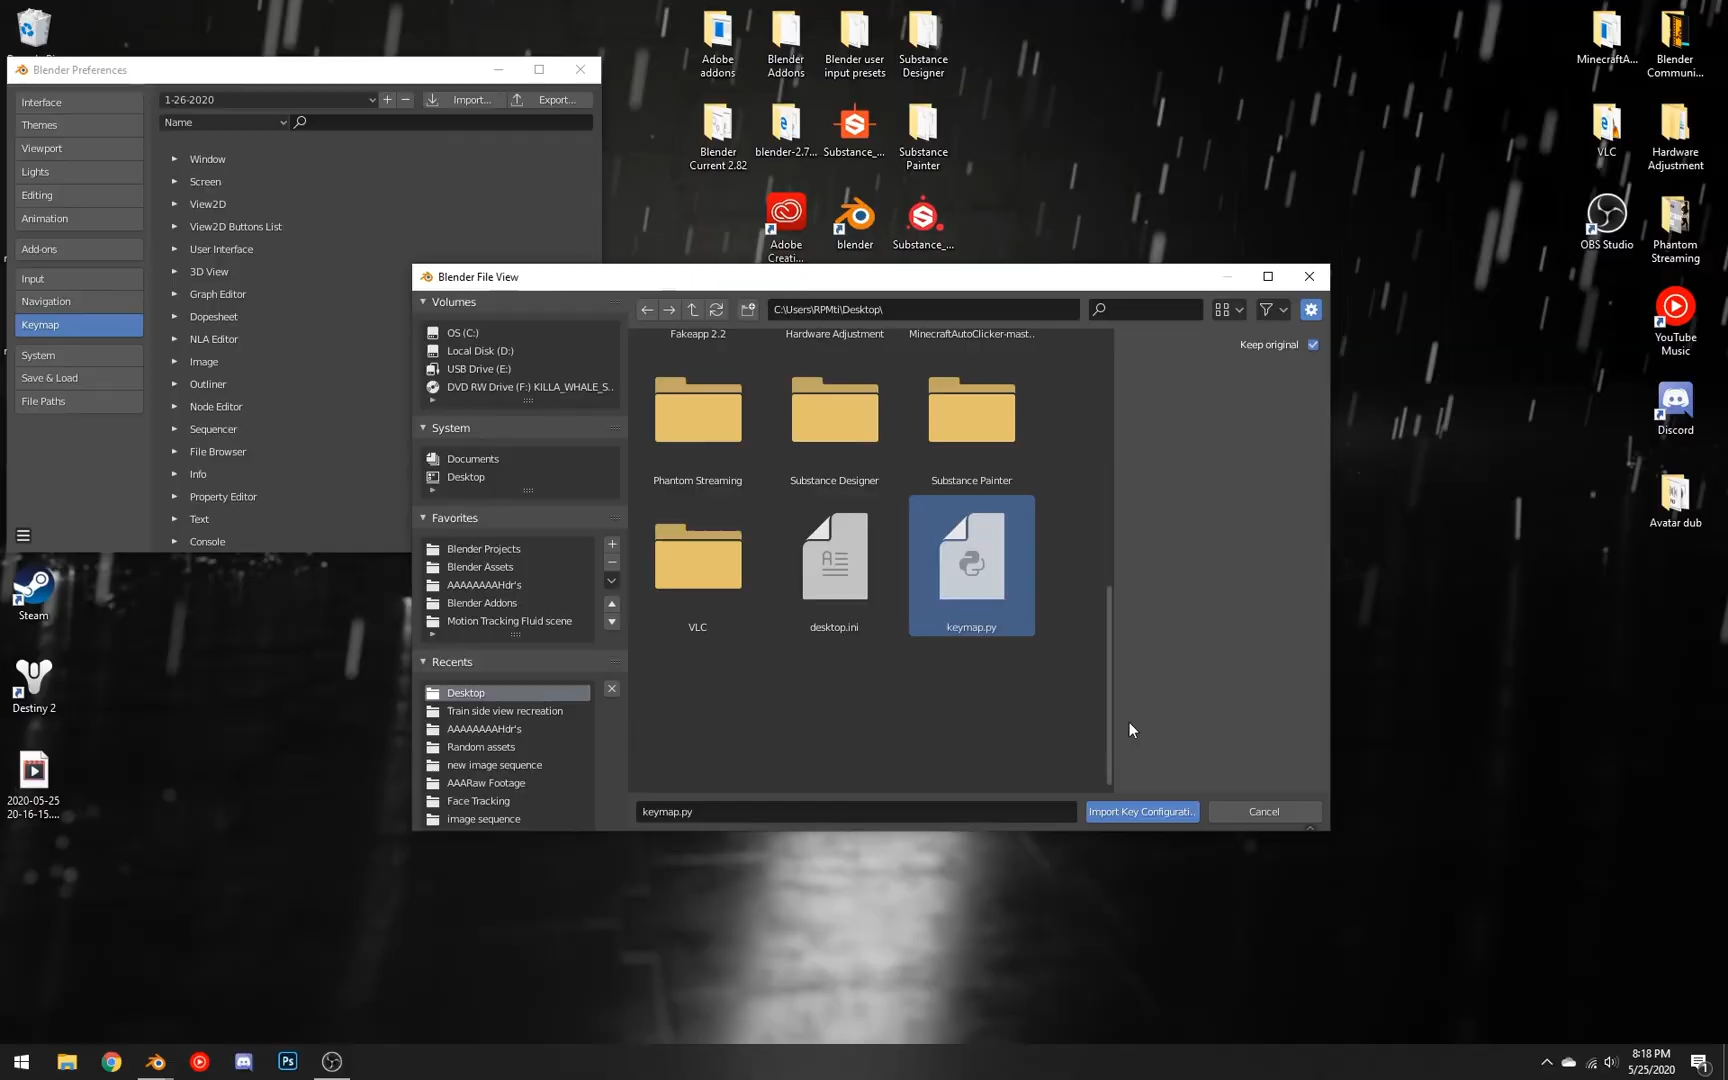 Blender Preferences
Interface
Themes
Viewport
Lights
Editing
Animation
Add-ons
Input
Navigation
Keymap
System
Save & Load
File Paths
1-26-2020
Import...
Export...
Name
Window
Screen
View2D
View2D Buttons List
User Interface
3D View
Graph Editor
Dopesheet
NLA Editor
Image
Outliner
Node Editor
Sequencer
File Browser
Info
Property Editor
Text
Console
Adobe
addons
Blender
Addons
Blender user
input presets
Substance
Designer
Blender
Current 2.82
blender-2.7...
Substance_...
Substance
Painter
Adobe
Creati...
blender
Substance_...
MinecraftA...
Blender
Communi...
VLC
Hardware
Adjustment
OBS Studio
Phantom
Streaming
YouTube
Music
Discord
Avatar dub
Blender File View
Volumes
OS (C:)
Local Disk (D:)
USB Drive (E:)
DVD RW Drive (F:) KILLA_WHALE_S..
System
Documents
Desktop
Favorites
Blender Projects
Blender Assets
AAAAAAAAHdr's
Blender Addons
Motion Tracking Fluid scene
Recents
Desktop
Train side view recreation
AAAAAAAAHdr's
Random assets
new image sequence
AAARaw Footage
Face Tracking
image sequence
C:\Users\RPMti\Desktop\
Fakeapp 2.2
Hardware Adjustment
MinecraftAutoClicker-mast..
Keep original
Phantom Streaming
Substance Designer
Substance Painter
VLC
desktop.ini
keymap.py
keymap.py
Import Key Configurati..
Cancel
Steam
Destiny 2
2020-05-25
20-16-15....
Ps
8:18 PM
5/25/2020
1